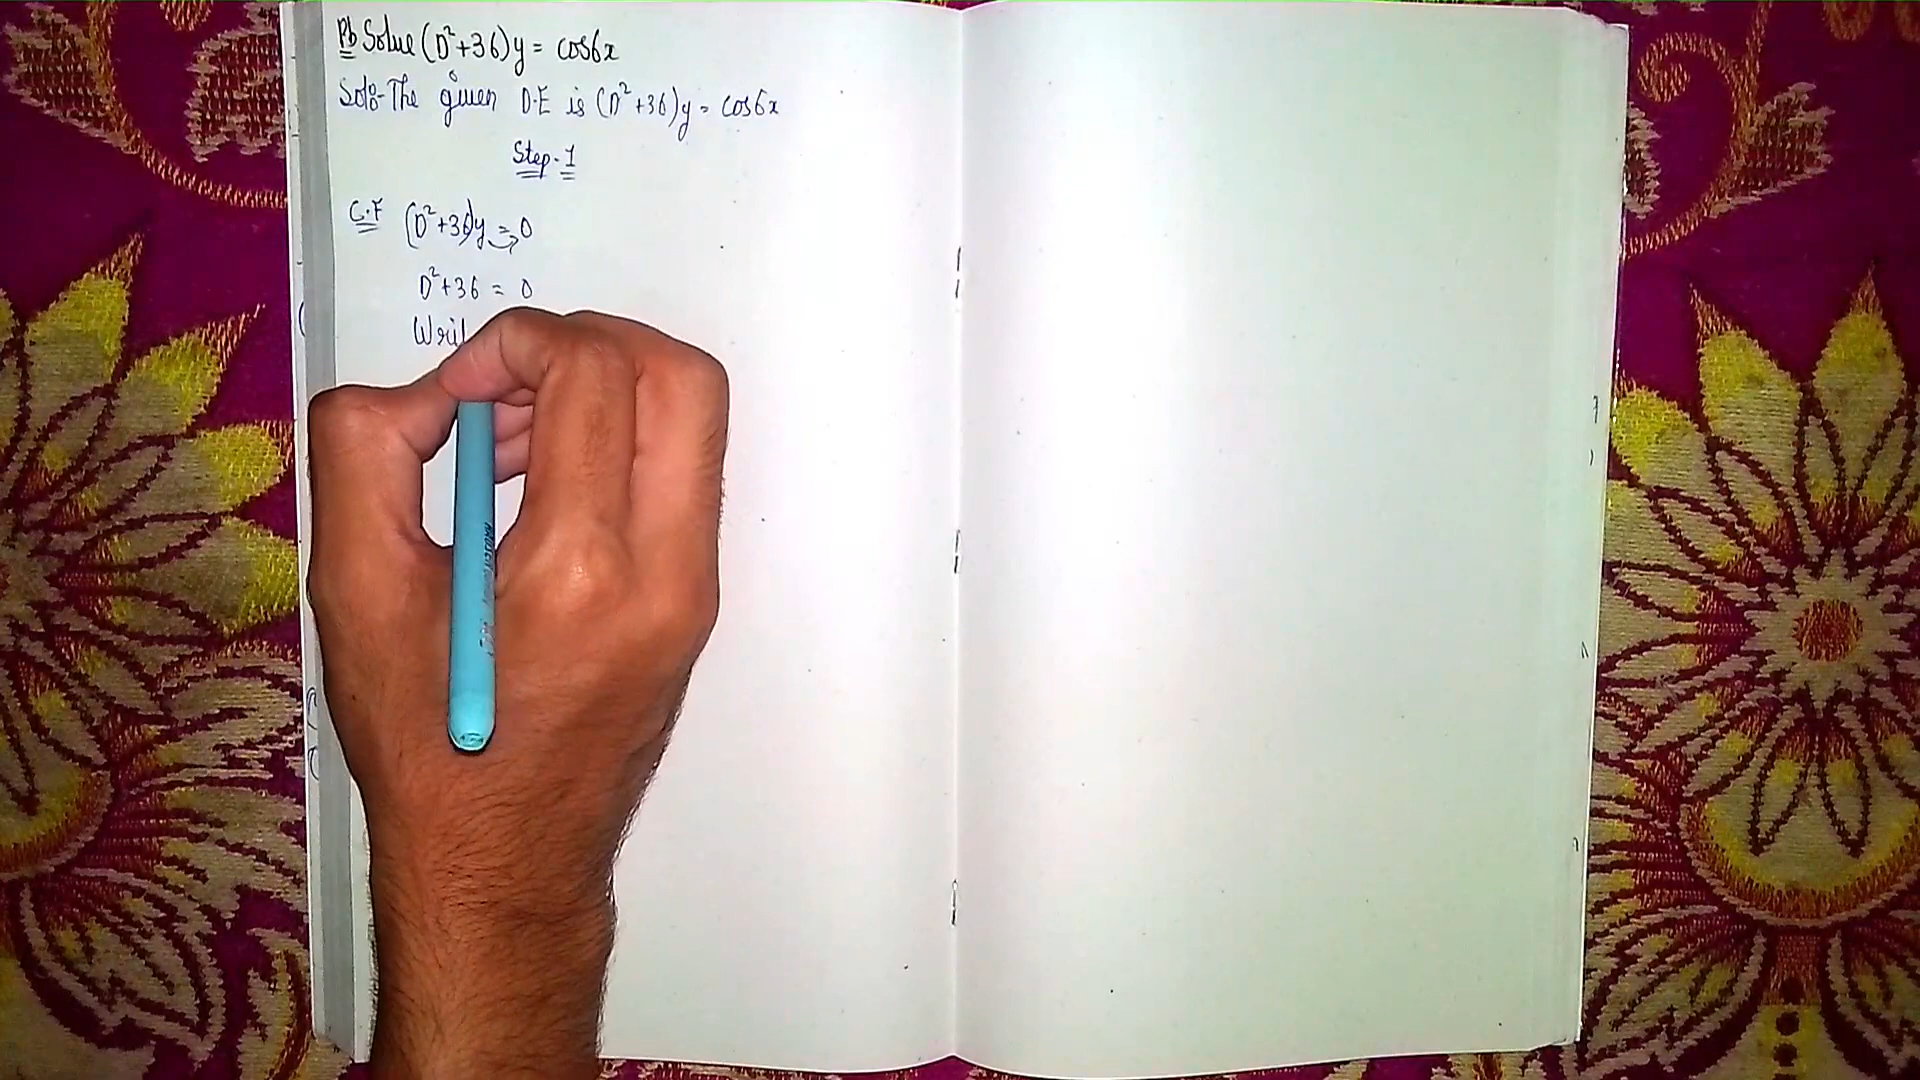 Pb Solve (D²+36)y = cos6x
Sol:- The given D.E is (D²+36)y = cos6x
Step-1
C.F (D²+36)y = 0
D²+36 = 0